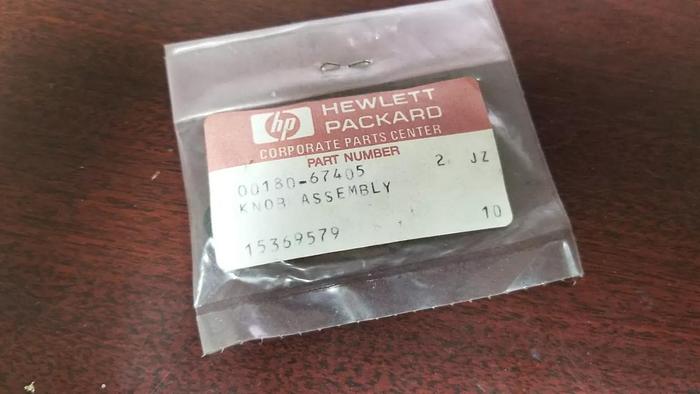 hp HEWLETT
PACKARD
CORPORATE PARTS CENTER
PART NUMBER
00180-67405 2 JZ
KNOB ASSEMBLY
15369579 10